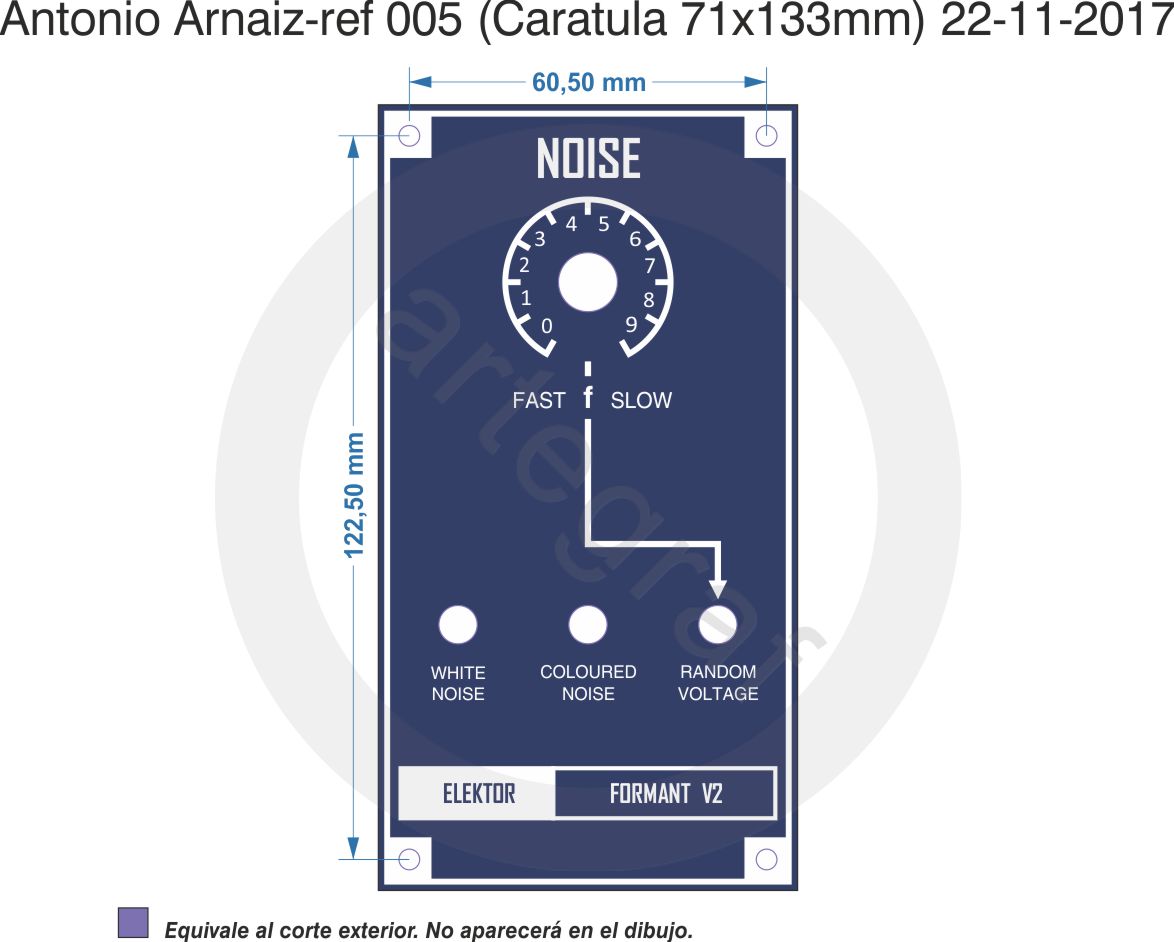 Antonio Arnaiz-ref 005 (Caratula 71x133mm) 22-11-2017
60,50 mm
122,50 mm
NOISE
0 1 2 3 4 5 6 7 8 9
FAST f SLOW
WHITE
NOISE
COLOURED
NOISE
RANDOM
VOLTAGE
ELEKTOR
FORMANT V2
artegraf
Equivale al corte exterior. No aparecerá en el dibujo.